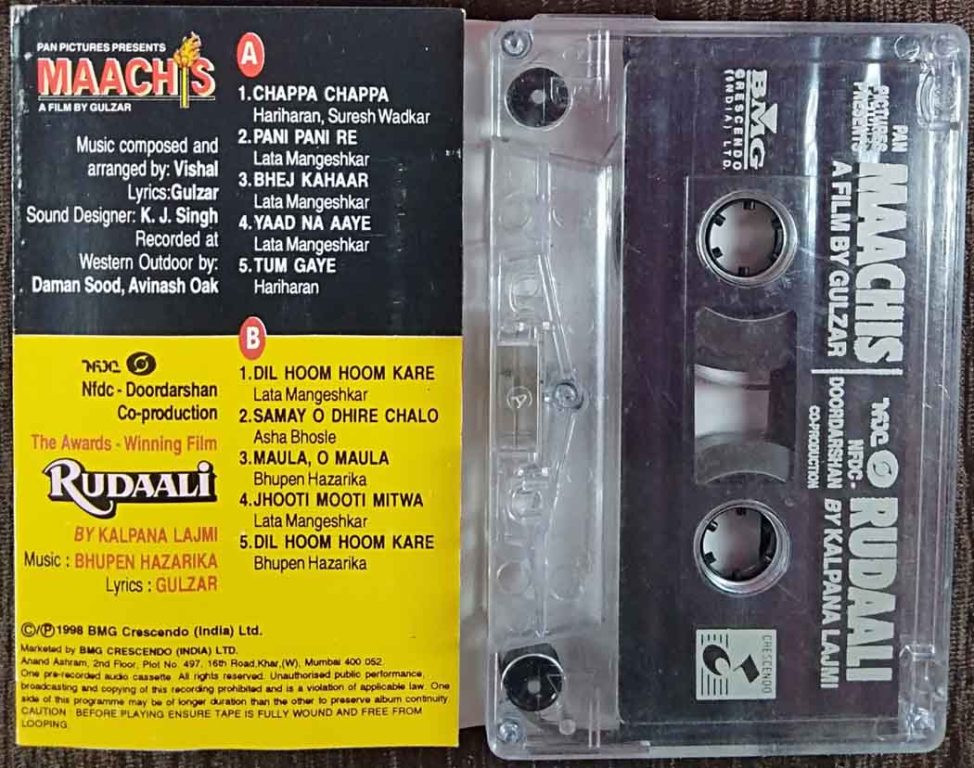 PAN PICTURES PRESENTS
MAACHIS
A FILM BY GULZAR
Music composed and
arranged by: Vishal
Lyrics:Gulzar
Sound Designer: K. J. Singh
Recorded at
Western Outdoor by:
Daman Sood, Avinash Oak
A
1.CHAPPA CHAPPA
Hariharan, Suresh Wadkar
2.PANI PANI RE
Lata Mangeshkar
3.BHEJ KAHAAR
Lata Mangeshkar
4.YAAD NA AAYE
Lata Mangeshkar
5.TUM GAYE
Hariharan
Nfdc - Doordarshan
Co-production
The Awards - Winning Film
RUDAALi
BY KALPANA LAJMI
Music : BHUPEN HAZARIKA
Lyrics : GULZAR
B
1.DIL HOOM HOOM KARE
Lata Mangeshkar
2.SAMAY O DHIRE CHALO
Asha Bhosle
3.MAULA, O MAULA
Bhupen Hazarika
4.JHOOTI MOOTI MITWA
Lata Mangeshkar
5.DIL HOOM HOOM KARE
Bhupen Hazarika
©/℗1998 BMG Crescendo (India) Ltd.
Marketed by BMG CRESCENDO (INDIA) LTD.
Anand Ashram, 2nd Floor, Plot No. 497, 16th Road,Khar,(W), Mumbai 400 052
One pre-recorded audio cassette. All rights reserved. Unauthorised public performance,
broadcasting and copying of this recording prohibited and is a violation of applicable law. One
side of this programme may be of longer duration than the other to preserve album continuity.
CAUTION : BEFORE PLAYING ENSURE TAPE IS FULLY WOUND AND FREE FROM
LOOPING.
BMG
CRESCENDO
(INDIA) LTD.
PAN
PICTURES
PRESENTS
MAACHIS
A FILM BY GULZAR
NFDC-
DOORDARSHAN
CO-PRODUCTION
RUDAALI
BY KALPANA LAJMI
CRESCENDO
A